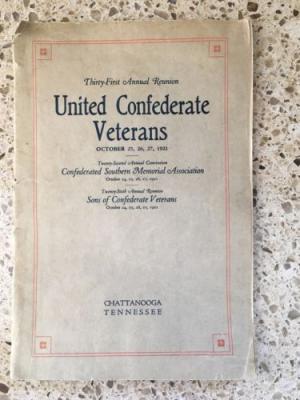 Thirty-First Annual Reunion
United Confederate
Veterans
OCTOBER 25, 26, 27, 1921
Twenty-Second Annual Convention
Confederated Southern Memorial Association
October 24, 25, 26, 27, 1921
Twenty-Sixth Annual Reunion
Sons of Confederate Veterans
October 24, 25, 26, 27, 1921
CHATTANOOGA
TENNESSEE